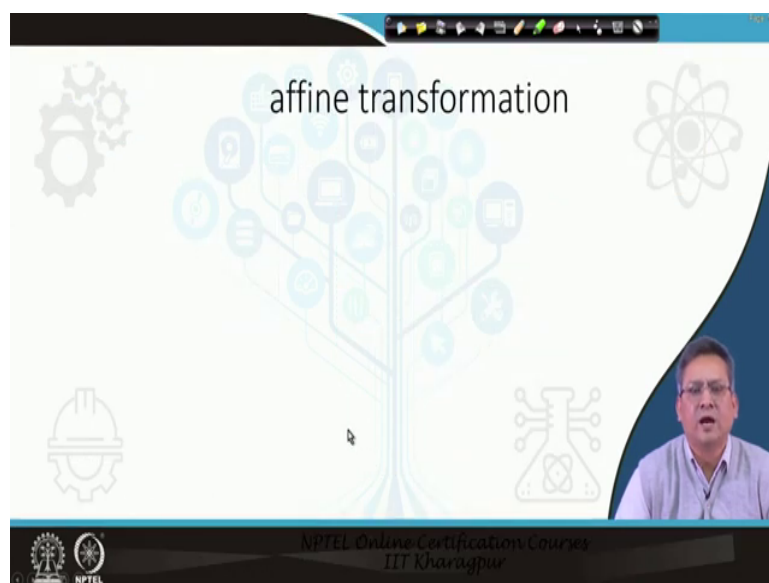 affine transformation
NPTEL Online Certification Courses
IIT Kharagpur
NPTEL